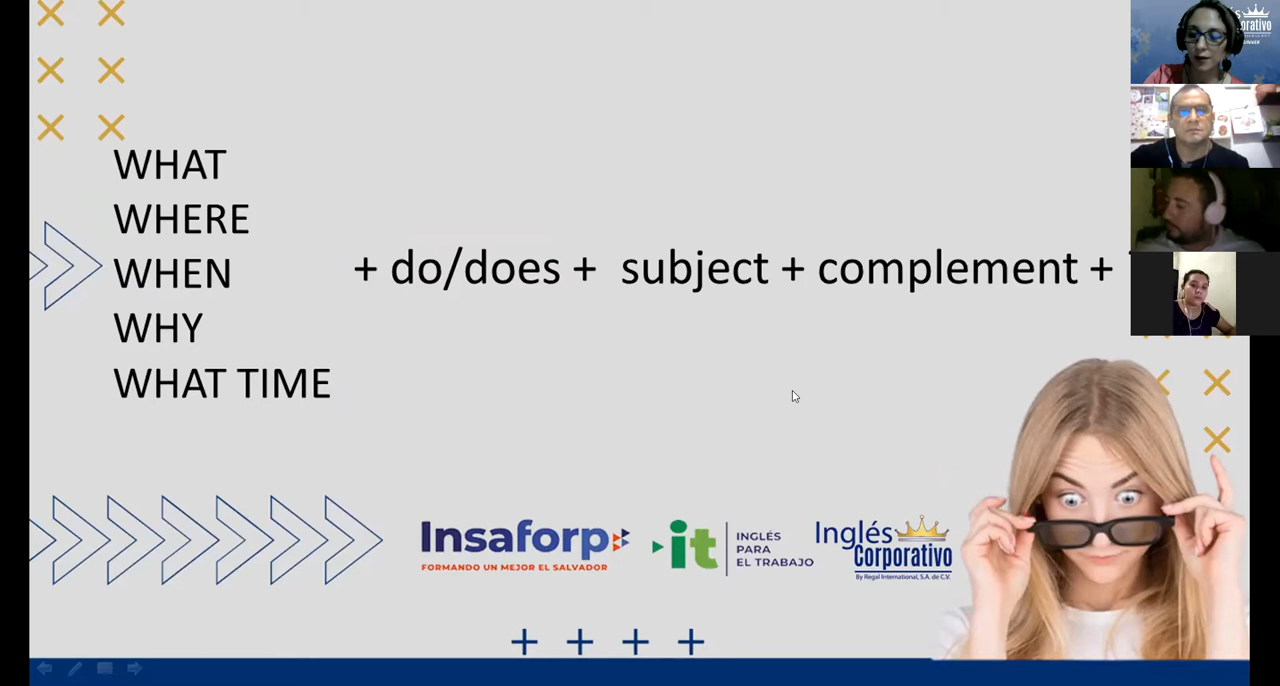 WHAT
WHERE
WHEN
WHY
WHAT TIME
+ do/does + subject + complement +
Insaforp
FORMANDO UN MEJOR EL SALVADOR
it
INGLÉS
PARA
EL TRABAJO
Inglés
Corporativo
By Regal International, S.A. de C.V.